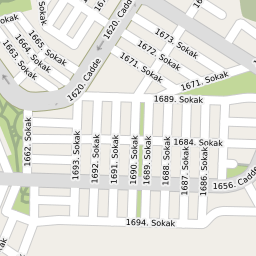 1620. Cadde
1673. Sokak
1672. Sokak
1671. Sokak
1665. Sokak
1664. Sokak
1663. Sokak
1620. Cadde
1671. Sokak
1689. Sokak
1662. Sokak
1693. Sokak
1692. Sokak
1691. Sokak
1690. Sokak
1689. Sokak
1688. Sokak
1687. Sokak
1686. Sokak
1684. Sokak
1656. Cadde
1694. Sokak